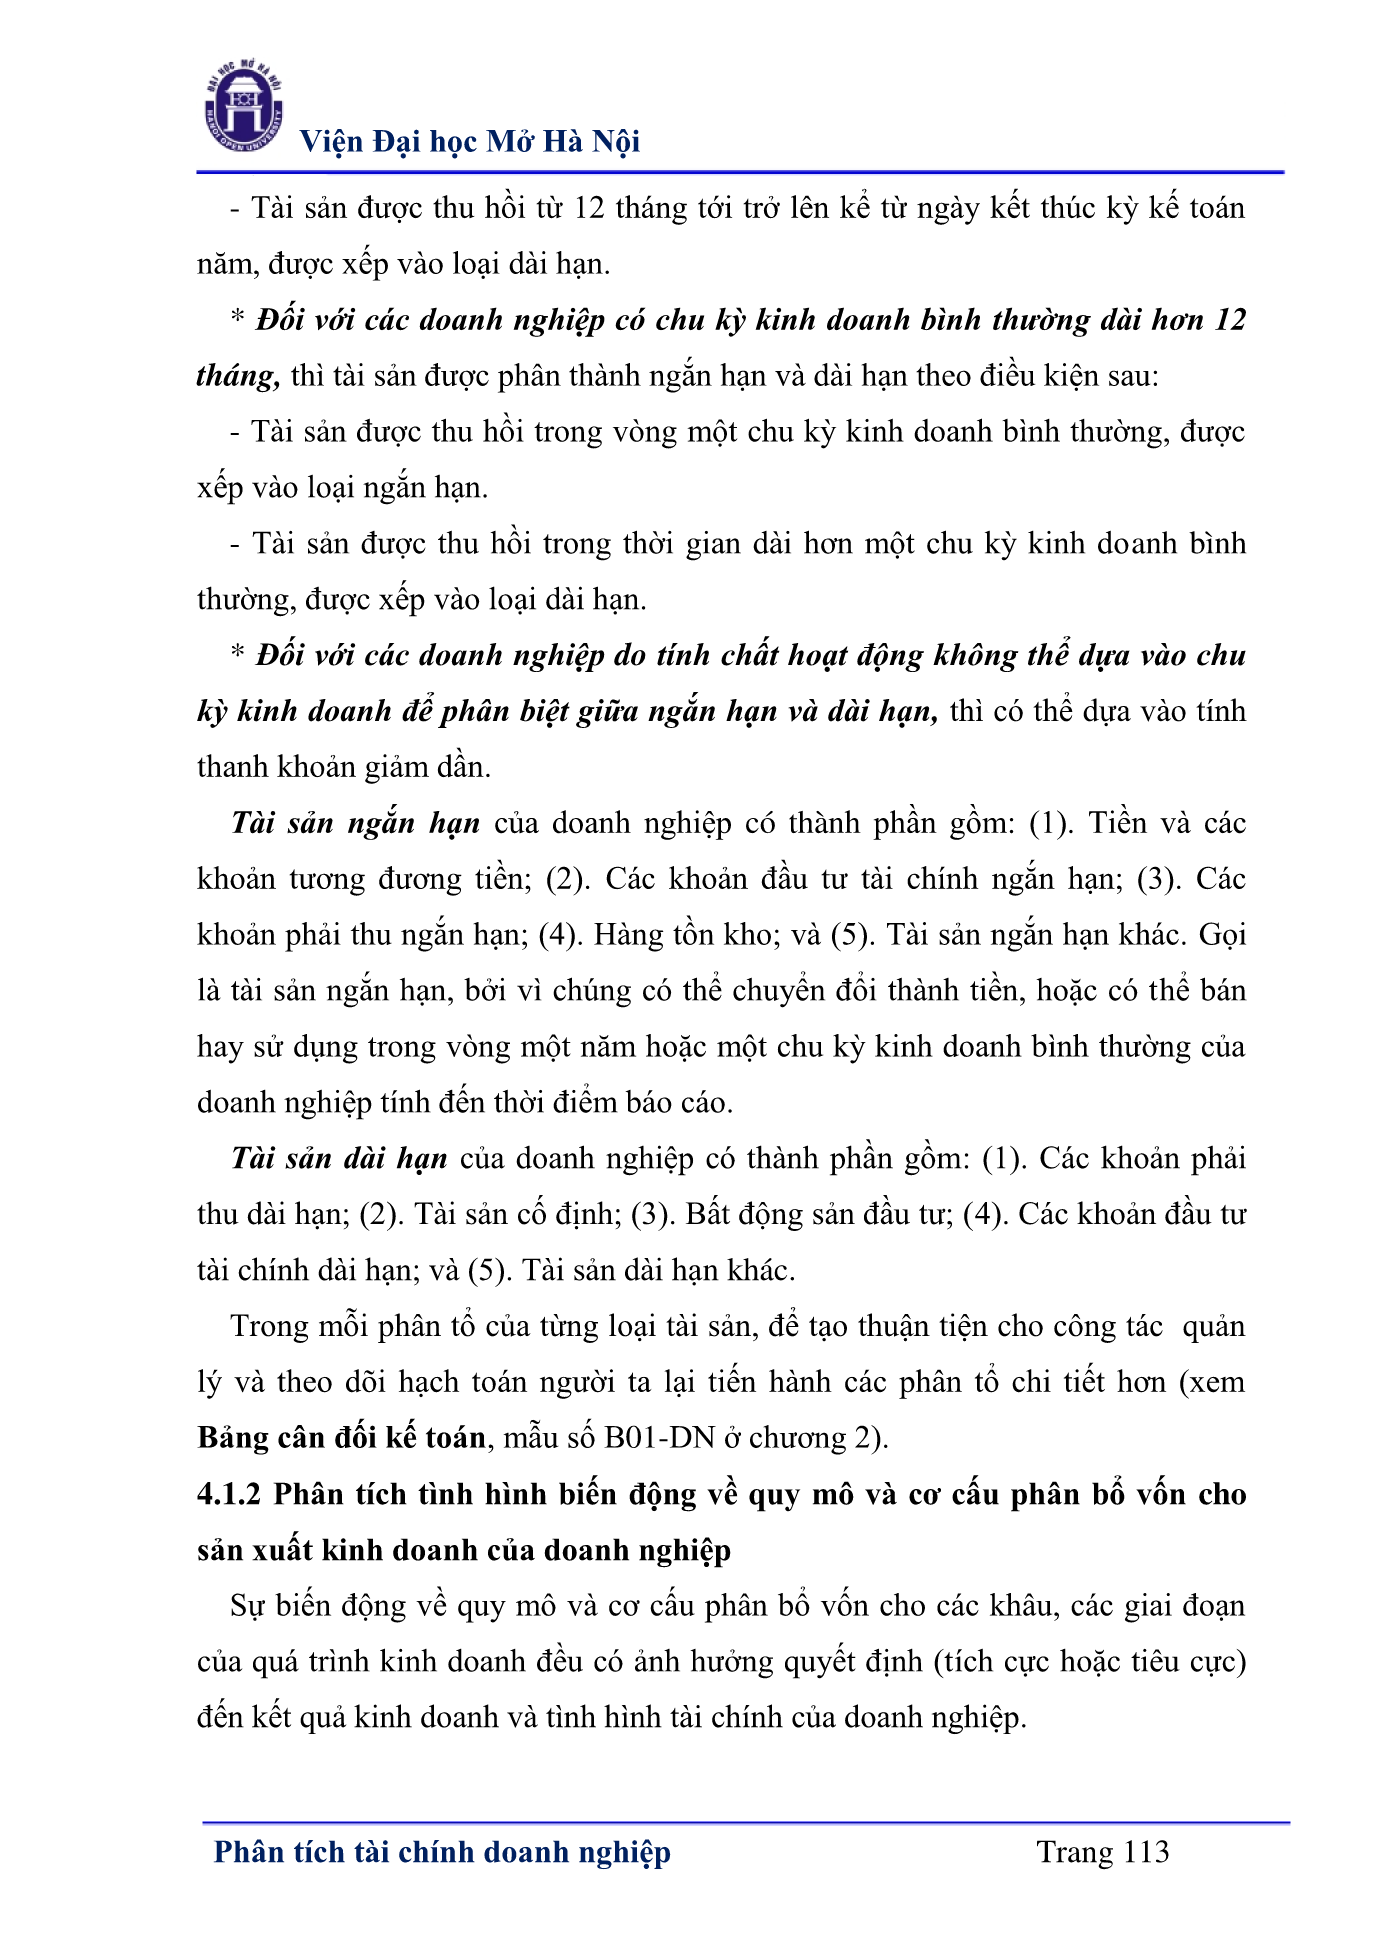 ĐẠI HỌC MỞ HÀ NỘI
HANOI OPEN UNIVERSITY
Viện Đại học Mở Hà Nội
- Tài sản được thu hồi từ 12 tháng tới trở lên kể từ ngày kết thúc kỳ kế toán
năm, được xếp vào loại dài hạn.
* Đối với các doanh nghiệp có chu kỳ kinh doanh bình thường dài hơn 12
tháng, thì tài sản được phân thành ngắn hạn và dài hạn theo điều kiện sau:
- Tài sản được thu hồi trong vòng một chu kỳ kinh doanh bình thường, được
xếp vào loại ngắn hạn.
- Tài sản được thu hồi trong thời gian dài hơn một chu kỳ kinh doanh bình
thường, được xếp vào loại dài hạn.
* Đối với các doanh nghiệp do tính chất hoạt động không thể dựa vào chu
kỳ kinh doanh để phân biệt giữa ngắn hạn và dài hạn, thì có thể dựa vào tính
thanh khoản giảm dần.
Tài sản ngắn hạn của doanh nghiệp có thành phần gồm: (1). Tiền và các
khoản tương đương tiền; (2). Các khoản đầu tư tài chính ngắn hạn; (3). Các
khoản phải thu ngắn hạn; (4). Hàng tồn kho; và (5). Tài sản ngắn hạn khác. Gọi
là tài sản ngắn hạn, bởi vì chúng có thể chuyển đổi thành tiền, hoặc có thể bán
hay sử dụng trong vòng một năm hoặc một chu kỳ kinh doanh bình thường của
doanh nghiệp tính đến thời điểm báo cáo.
Tài sản dài hạn của doanh nghiệp có thành phần gồm: (1). Các khoản phải
thu dài hạn; (2). Tài sản cố định; (3). Bất động sản đầu tư; (4). Các khoản đầu tư
tài chính dài hạn; và (5). Tài sản dài hạn khác.
Trong mỗi phân tổ của từng loại tài sản, để tạo thuận tiện cho công tác quản
lý và theo dõi hạch toán người ta lại tiến hành các phân tổ chi tiết hơn (xem
Bảng cân đối kế toán, mẫu số B01-DN ở chương 2).
4.1.2 Phân tích tình hình biến động về quy mô và cơ cấu phân bổ vốn cho
sản xuất kinh doanh của doanh nghiệp
Sự biến động về quy mô và cơ cấu phân bổ vốn cho các khâu, các giai đoạn
của quá trình kinh doanh đều có ảnh hưởng quyết định (tích cực hoặc tiêu cực)
đến kết quả kinh doanh và tình hình tài chính của doanh nghiệp.
Phân tích tài chính doanh nghiệp Trang 113